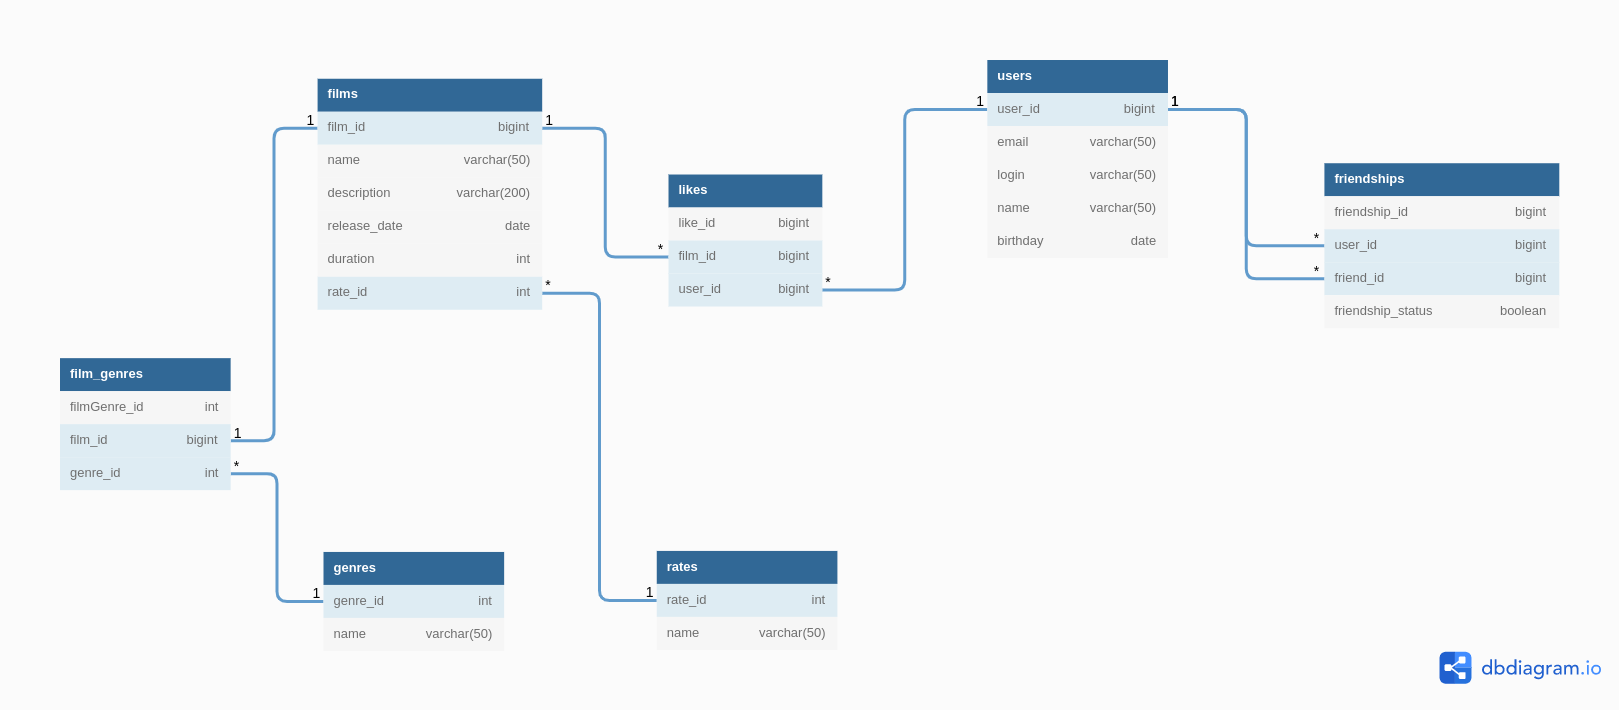 films
1
film_id bigint
1
name varchar(50)
description varchar(200)
release_date date
duration int
rate_id int
*
likes
like_id bigint
*
film_id bigint
user_id bigint
*
users
1
user_id bigint
1
email varchar(50)
login varchar(50)
name varchar(50)
birthday date
friendships
friendship_id bigint
*
user_id bigint
*
friend_id bigint
friendship_status boolean
film_genres
filmGenre_id int
film_id bigint
1
genre_id int
*
genres
1
genre_id int
name varchar(50)
rates
1
rate_id int
name varchar(50)
dbdiagram.io